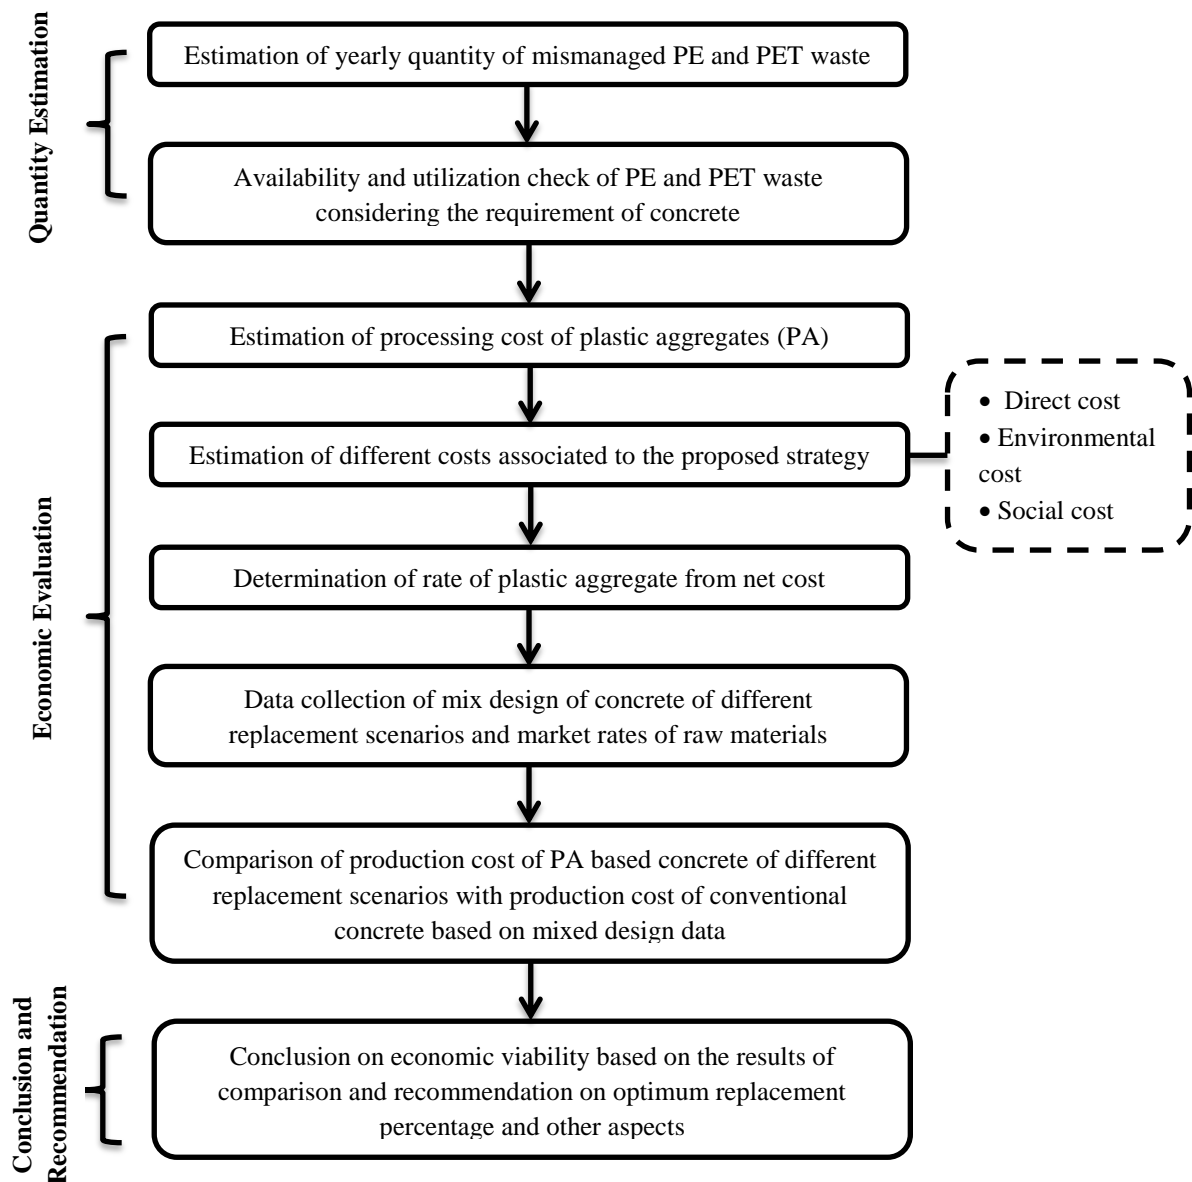 Quantity Estimation
Estimation of yearly quantity of mismanaged PE and PET waste
Availability and utilization check of PE and PET waste
considering the requirement of concrete
Economic Evaluation
Estimation of processing cost of plastic aggregates (PA)
Estimation of different costs associated to the proposed strategy
• Direct cost
• Environmental
cost
• Social cost
Determination of rate of plastic aggregate from net cost
Data collection of mix design of concrete of different
replacement scenarios and market rates of raw materials
Comparison of production cost of PA based concrete of different
replacement scenarios with production cost of conventional
concrete based on mixed design data
Conclusion and
Recommendation
Conclusion on economic viability based on the results of
comparison and recommendation on optimum replacement
percentage and other aspects